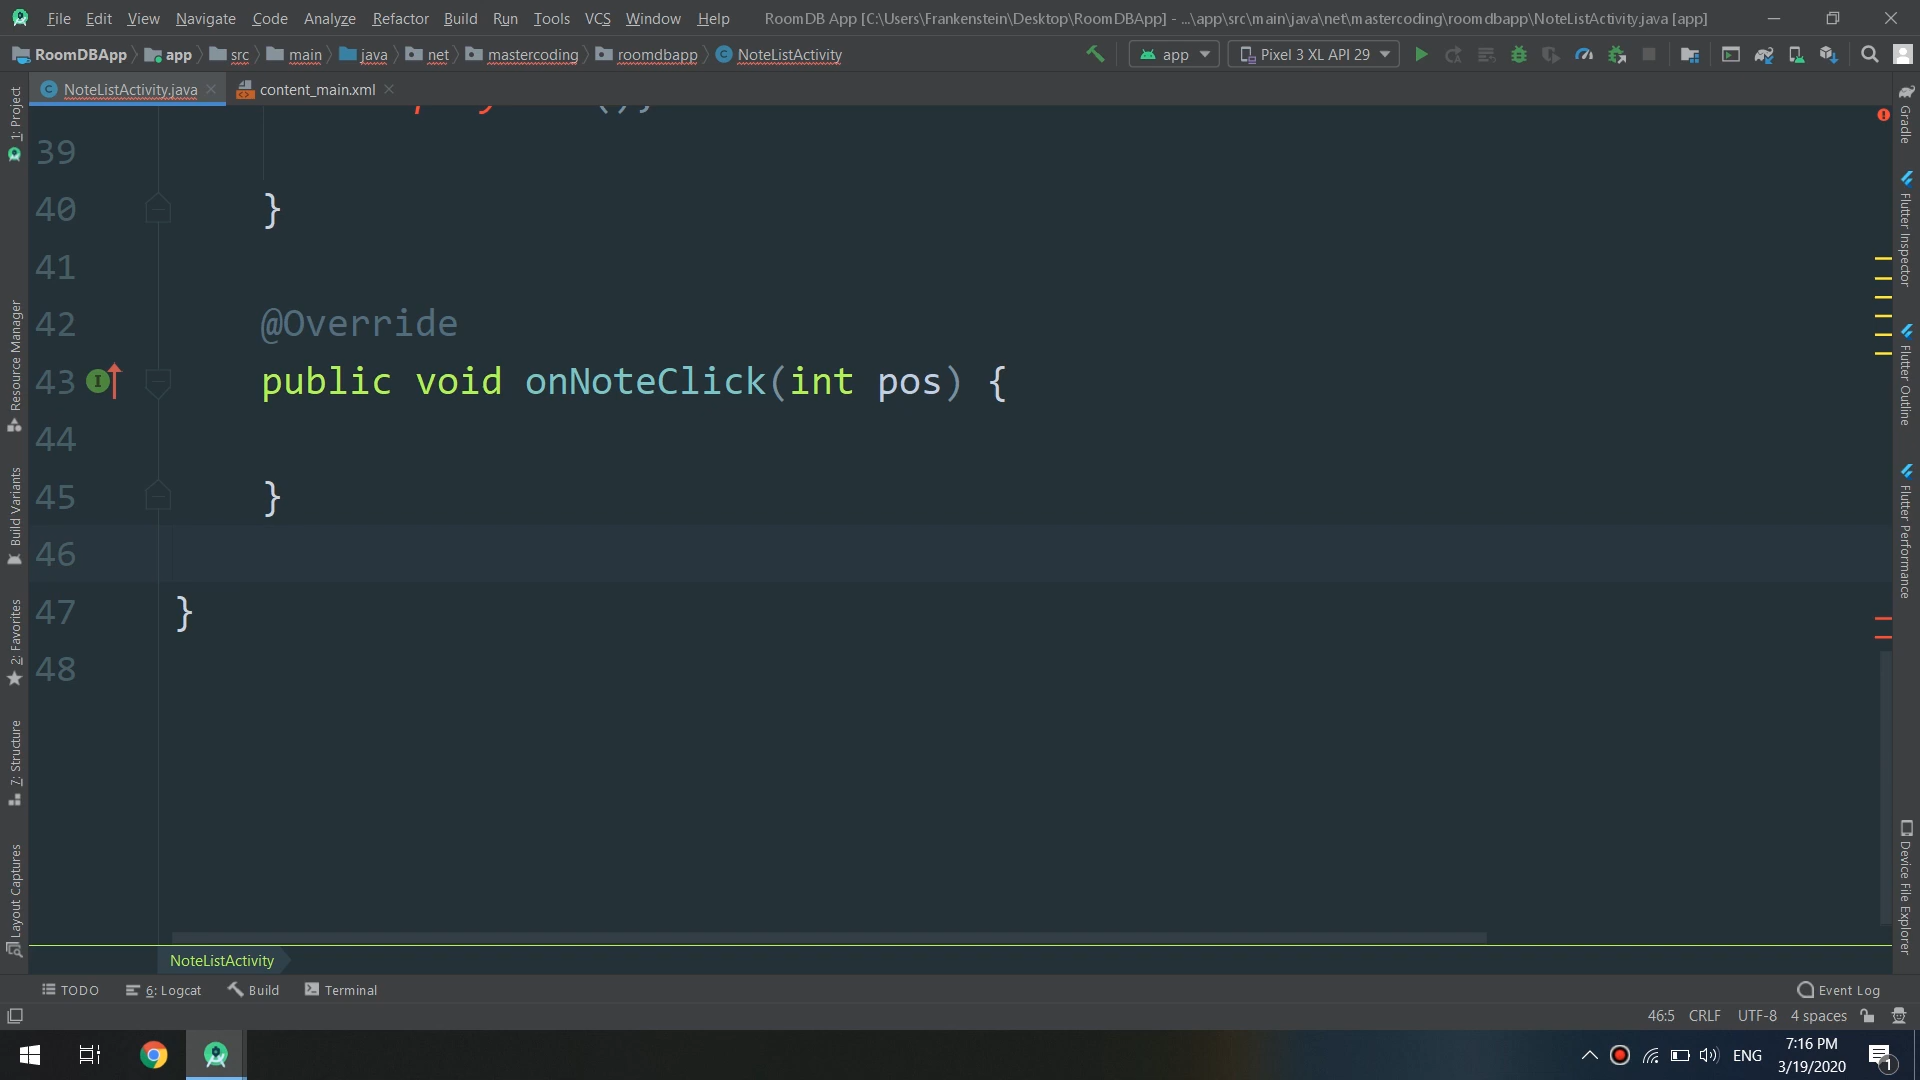 File Edit View Navigate Code Analyze Refactor Build Run Tools VCS Window Help RoomDB App [C:\Users\Frankenstein\Desktop\RoomDBApp] - ...\app\src\main\java\net\mastercoding\roomdbapp\NoteListActivity.java [app]
RoomDBApp app src main java net mastercoding roomdbapp NoteListActivity app Pixel 3 XL API 29
NoteListActivity.java content_main.xml
1: Project
Resource Manager
Build Variants
2: Favorites
7: Structure
Layout Captures
39
40 }
41
42 @Override
43 public void onNoteClick(int pos) {
44
45 }
46
47 }
48
Gradle
Flutter Inspector
Flutter Outline
Flutter Performance
Device File Explorer
NoteListActivity
TODO 6: Logcat Build Terminal Event Log
46:5 CRLF UTF-8 4 spaces
ENG 7:16 PM
3/19/2020 1